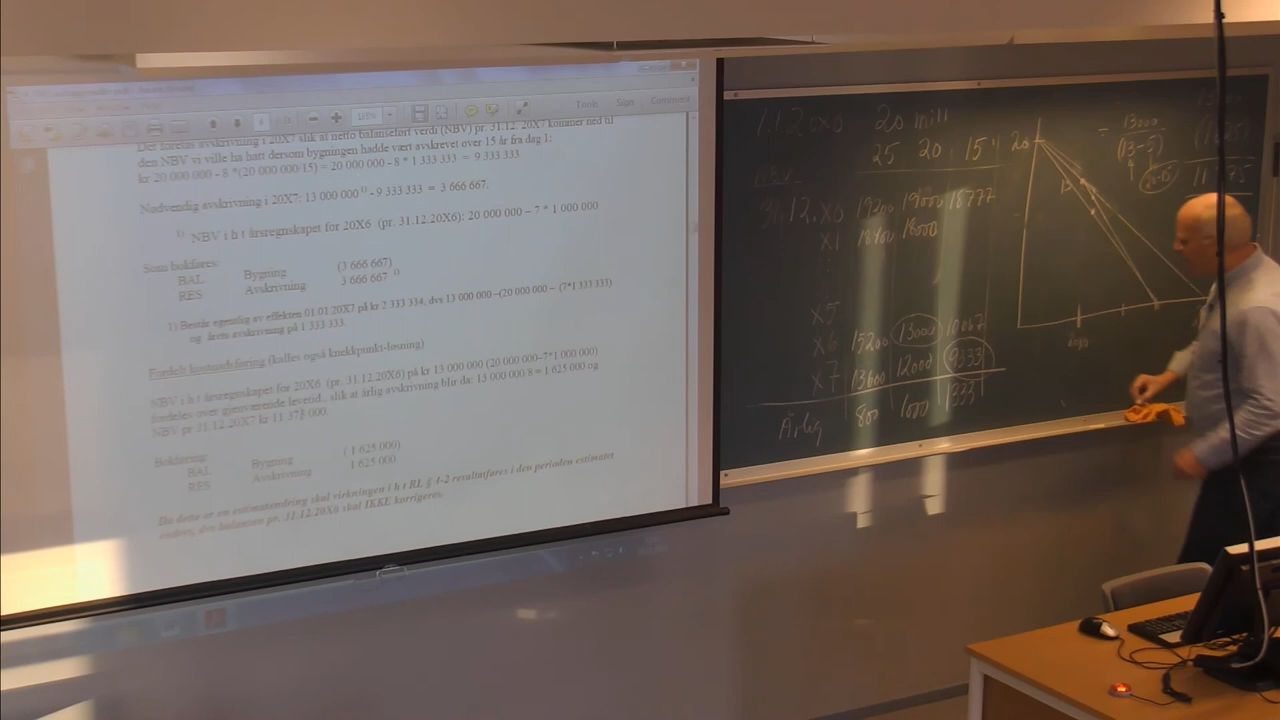 Tools Sign Comment
Det foretas avskrivning i 20X7 slik at netto balanseført verdi (NBV) pr. 31.12. 20X7 kommer ned til
den NBV vi ville ha hatt dersom bygningen hadde vært avskrevet over 15 år fra dag 1:
kr 20 000 000 - 8 *(20 000 000/15) = 20 000 000 - 8 * 1 333 333 = 9 333 333
Nødvendig avskrivning i 20X7: 13 000 000 1) - 9 333 333 = 3 666 667.
1) NBV i h t årsregnskapet for 20X6 (pr. 31.12.20X6): 20 000 000 – 7 * 1 000 000
Som bokføres:
BAL Bygning (3 666 667)
RES Avskrivning 3 666 667 1)
1) Består egentlig av effekten 01.01.20X7 på kr 2 333 334, dvs 13 000 000 –(20 000 000 – (7*1 333 333)
og årets avskrivning på 1 333 333.
Fordelt kostnadsføring (kalles også knekkpunkt-løsning)
NBV i h t årsregnskapet for 20X6 (pr. 31.12.20X6) på kr 13 000 000 (20 000 000–7*1 000 000)
fordeles over gjenværende levetid, slik at årlig avskrivning blir da: 13 000 000/8 = 1 625 000 og
NBV pr 31.12.20X7 kr 11 375 000.
Bokføring:
BAL Bygning ( 1 625 000)
RES Avskrivning 1 625 000
Da dette er en estimatendring skal virkningen i h t RL § 4-2 resultatføres i den perioden estimatet
endres, dvs balansen pr. 31.12.20X6 skal IKKE korrigeres.
1.1.20x0 20 mill
25 20 15
NBV
31.12.X0 19200 19000 18777
X1 18400 18000
X5
X6 15200 13000 10667
X7 13600 12000 9333
Årlig 800 1000 1333
20
13
13000
(13-5)
20-15